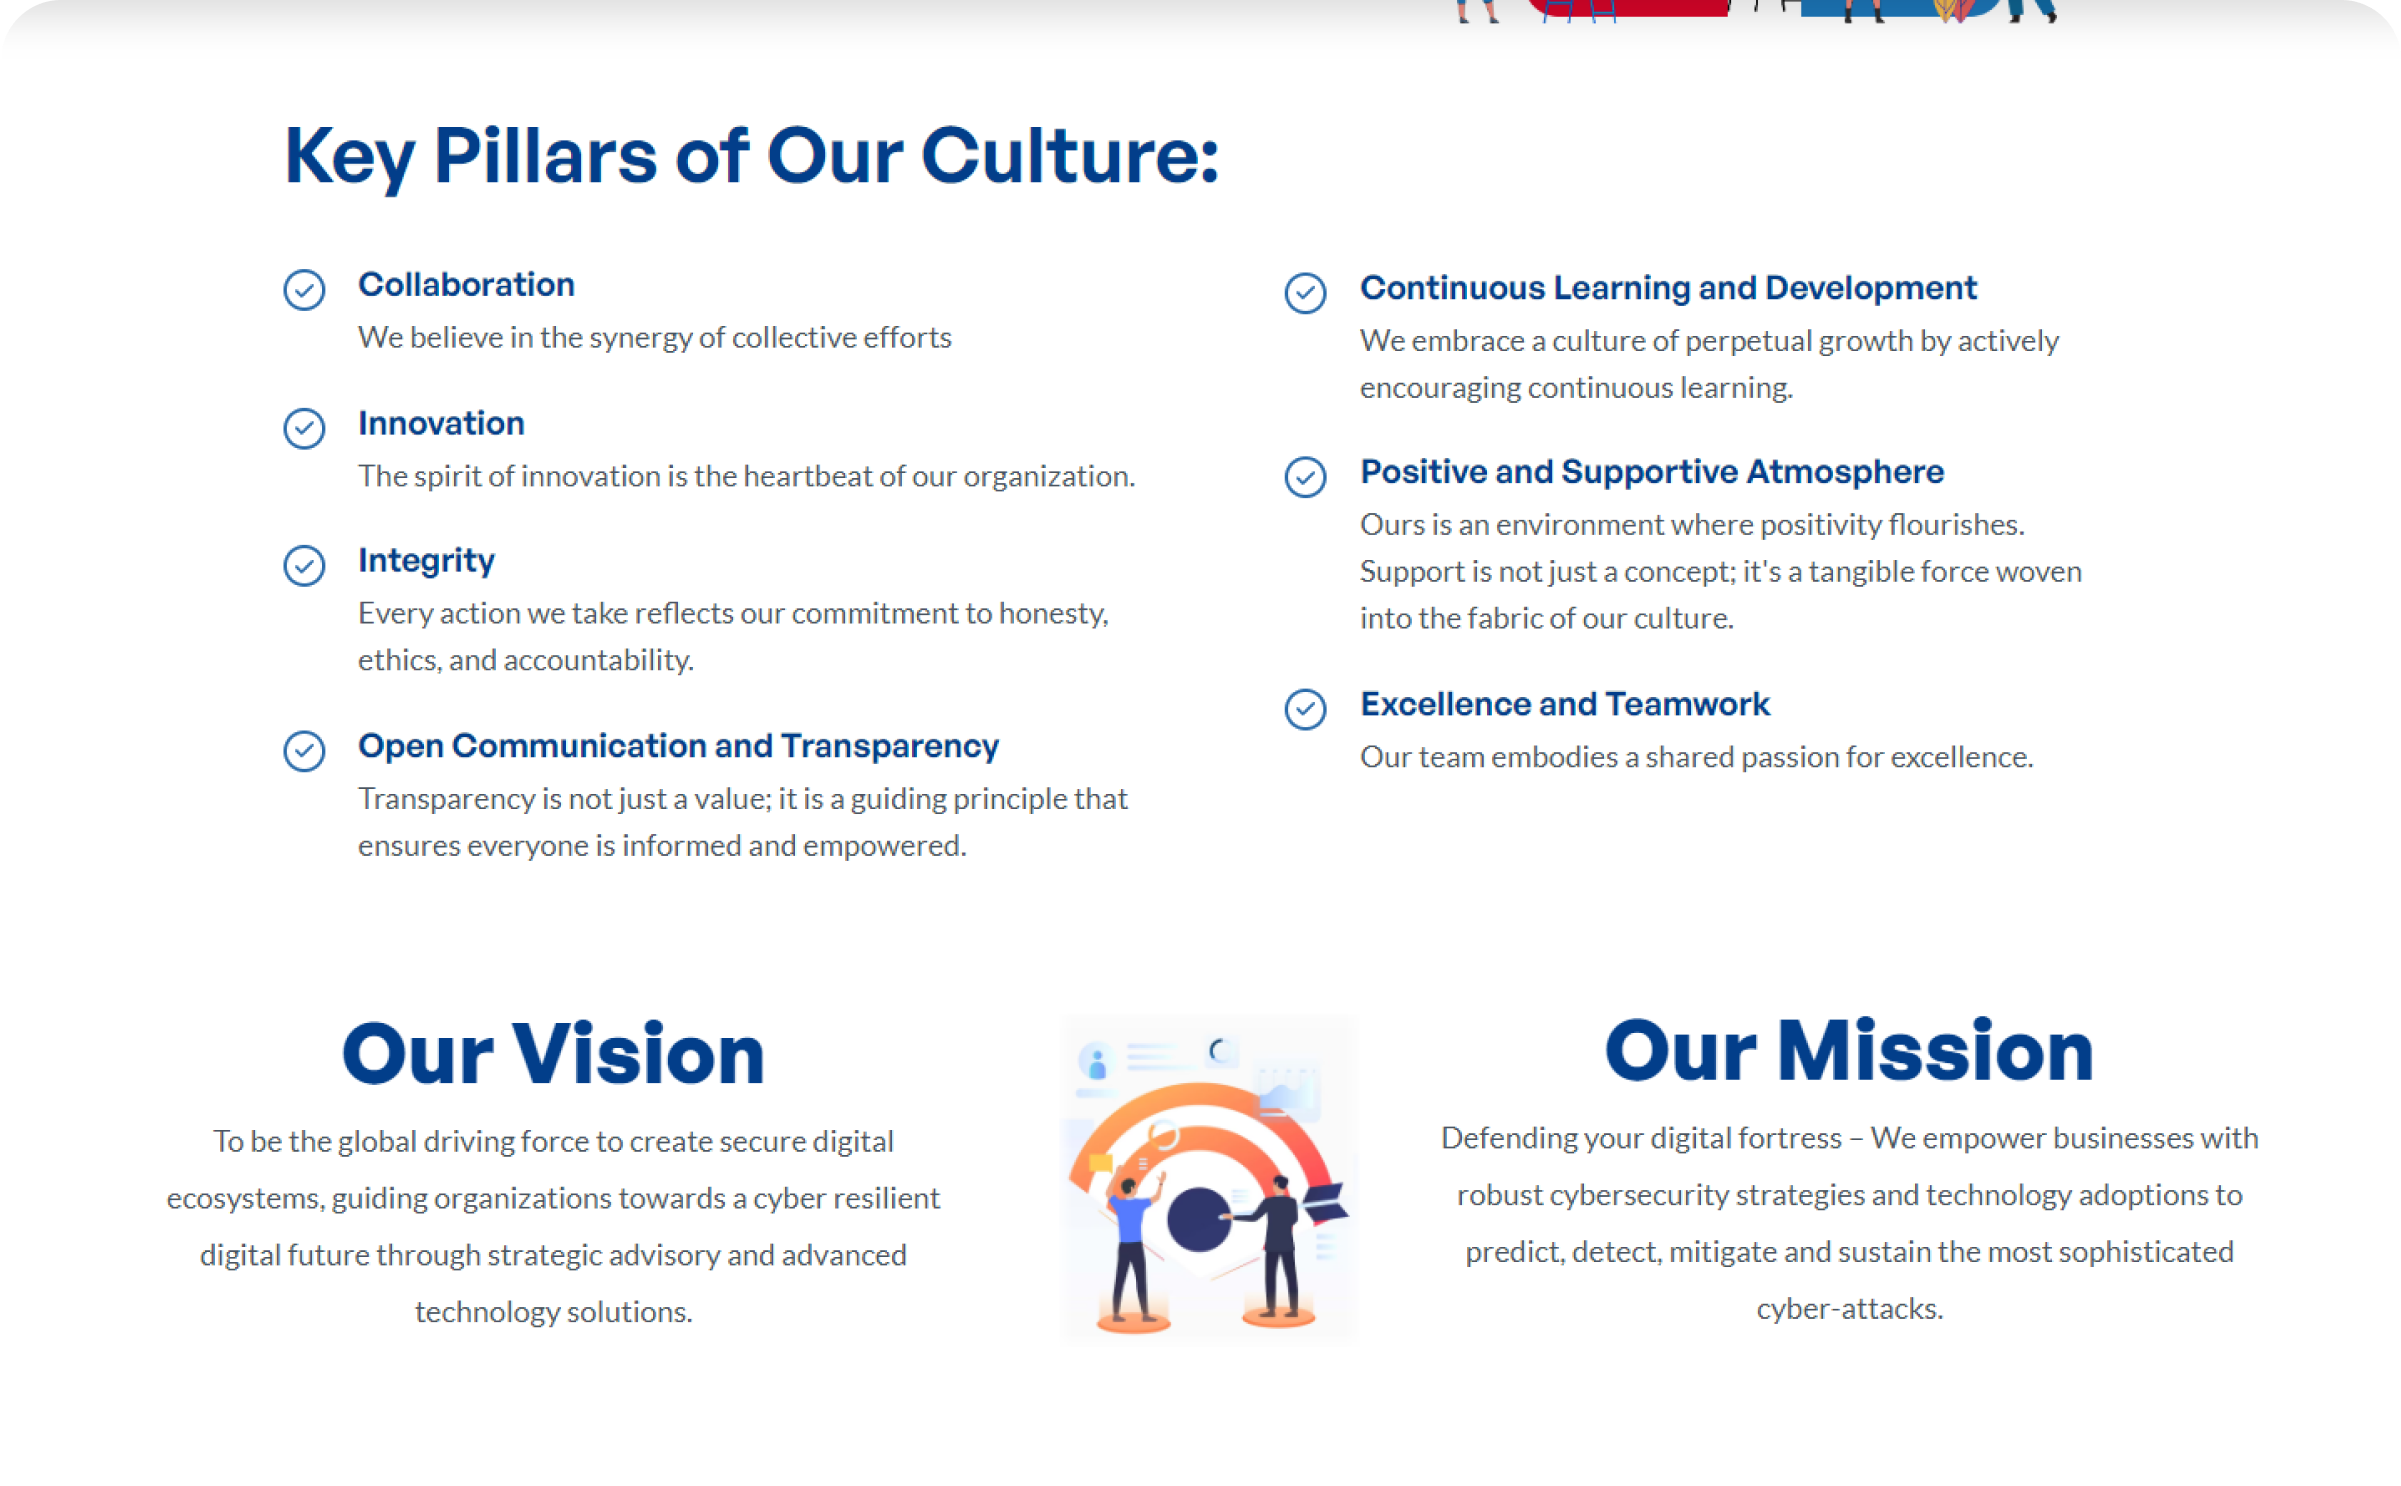 Key Pillars of Our Culture:
Collaboration
We believe in the synergy of collective efforts
Innovation
The spirit of innovation is the heartbeat of our organization.
Integrity
Every action we take reflects our commitment to honesty,
ethics, and accountability.
Open Communication and Transparency
Transparency is not just a value; it is a guiding principle that
ensures everyone is informed and empowered.
Continuous Learning and Development
We embrace a culture of perpetual growth by actively
encouraging continuous learning.
Positive and Supportive Atmosphere
Ours is an environment where positivity flourishes.
Support is not just a concept; it's a tangible force woven
into the fabric of our culture.
Excellence and Teamwork
Our team embodies a shared passion for excellence.
Our Vision
To be the global driving force to create secure digital
ecosystems, guiding organizations towards a cyber resilient
digital future through strategic advisory and advanced
technology solutions.
Our Mission
Defending your digital fortress – We empower businesses with
robust cybersecurity strategies and technology adoptions to
predict, detect, mitigate and sustain the most sophisticated
cyber-attacks.